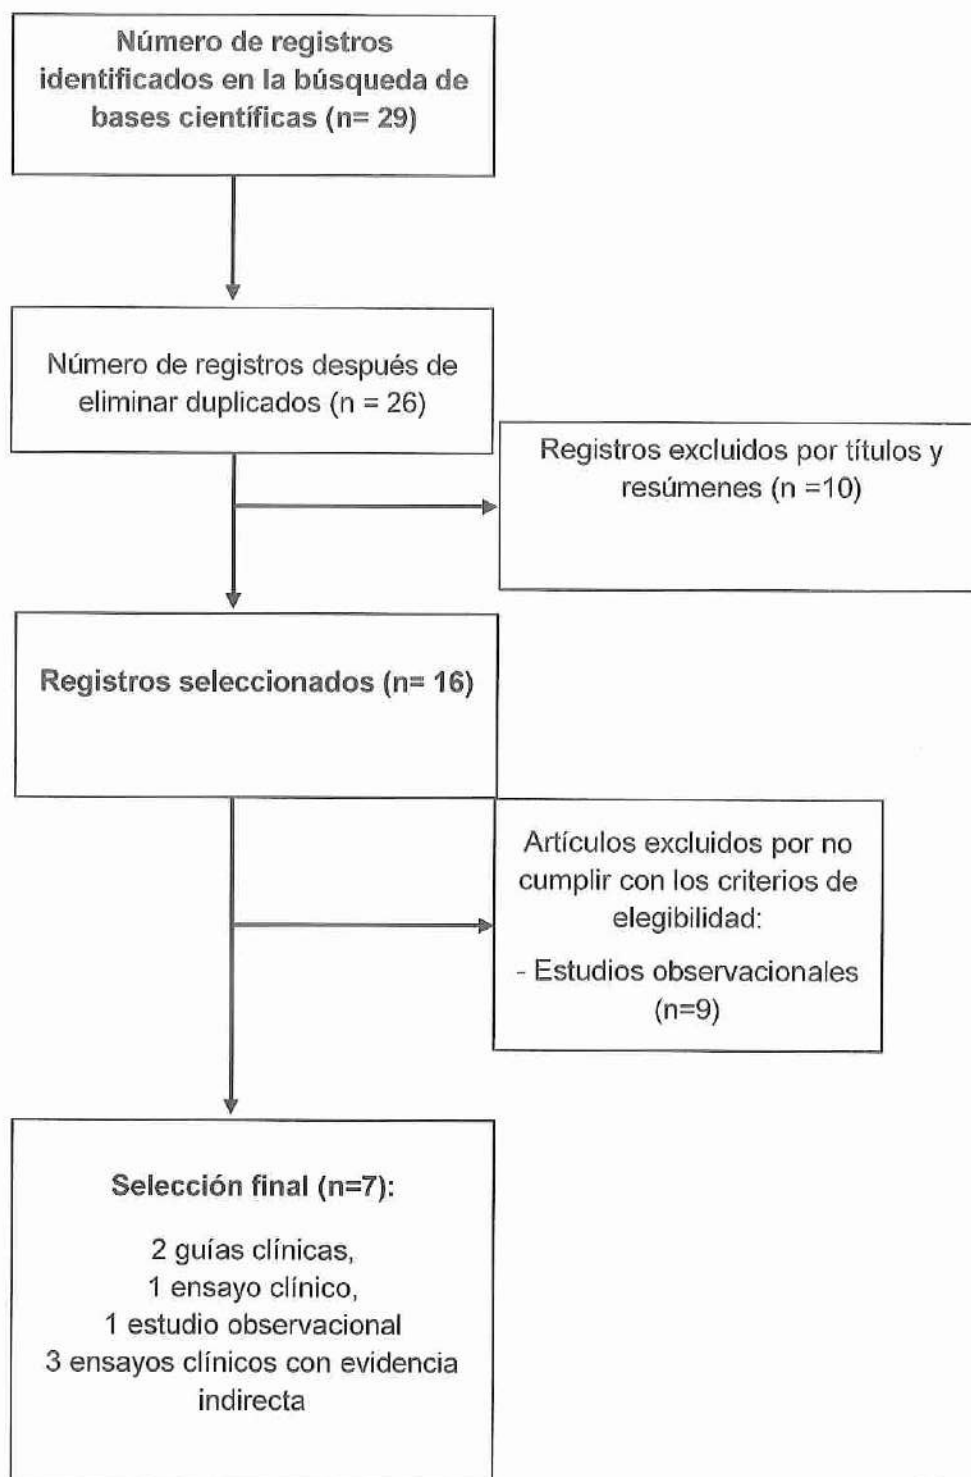 Número de registros
identificados en la búsqueda de
bases científicas (n= 29)
Número de registros después de
eliminar duplicados (n = 26)
Registros excluidos por títulos y
resúmenes (n =10)
Registros seleccionados (n= 16)
Artículos excluidos por no
cumplir con los criterios de
elegibilidad:
- Estudios observacionales
(n=9)
Selección final (n=7):
2 guías clínicas,
1 ensayo clínico,
1 estudio observacional
3 ensayos clínicos con evidencia
indirecta